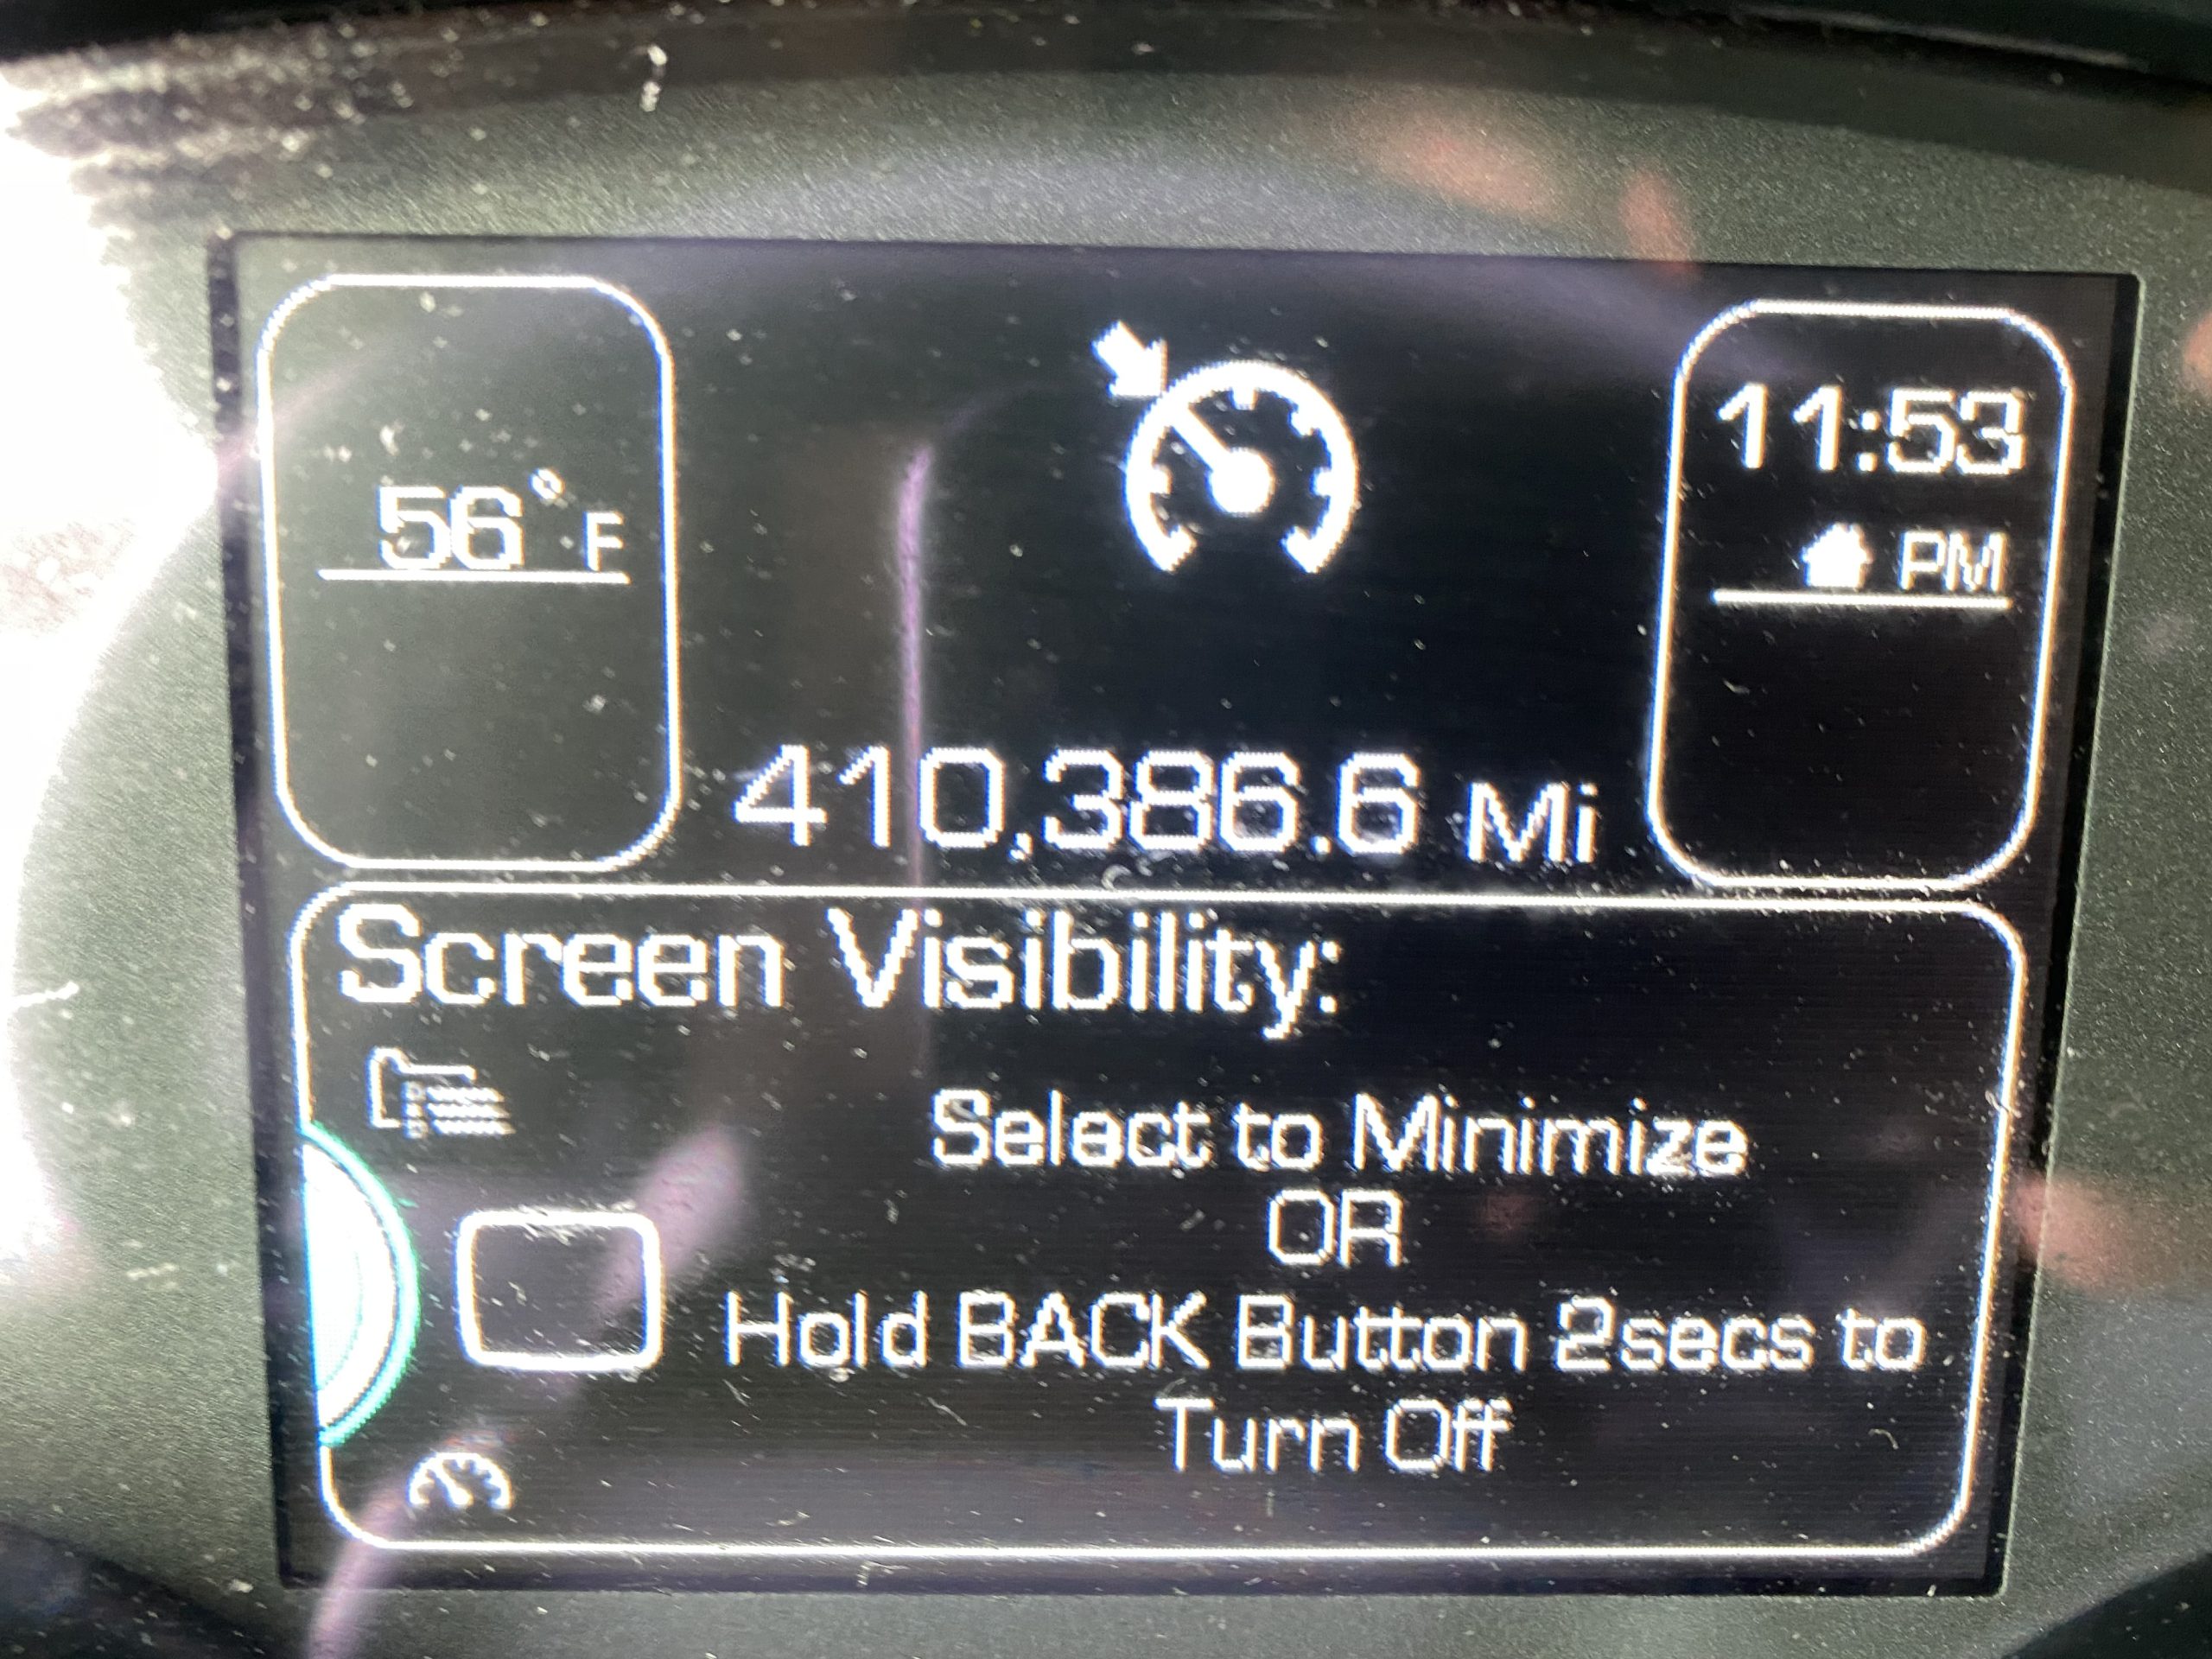 56° F
11:53
PM
410,386.6 Mi
Screen Visibility:
Select to Minimize
OR
Hold BACK Button 2secs to
Turn Off